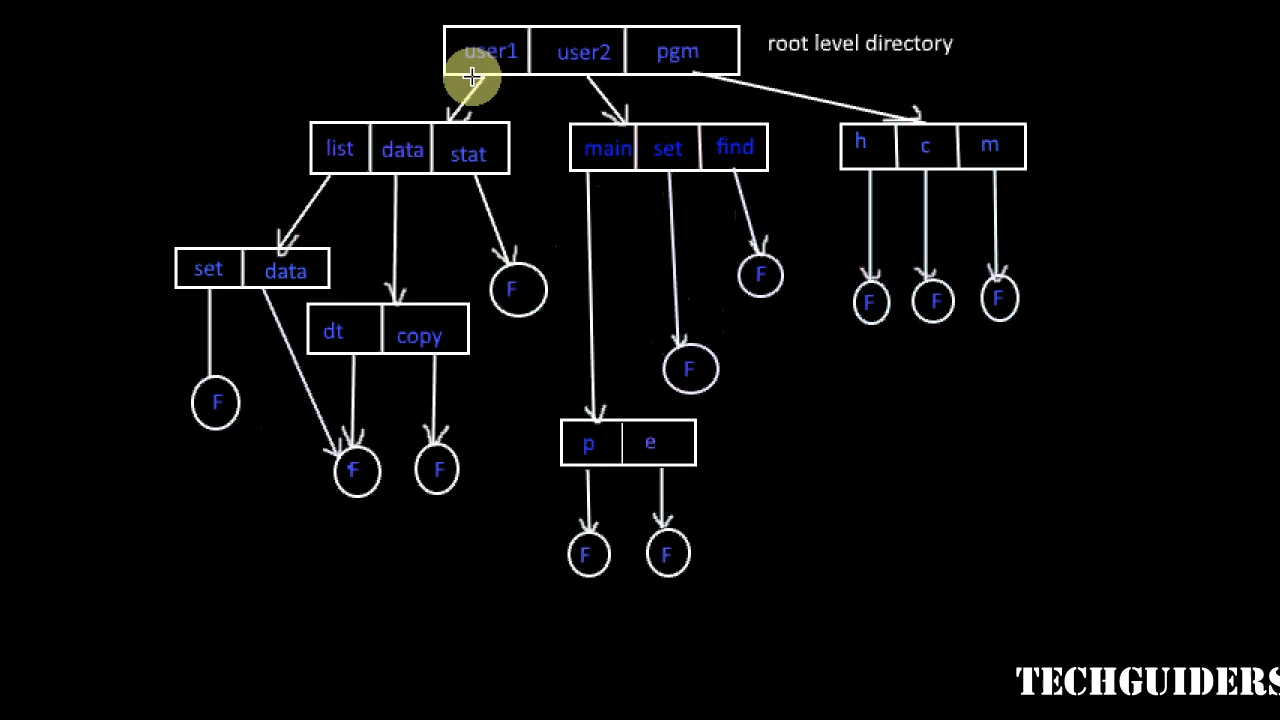 user1 user2 pgm root level directory
list data stat main set find h c m
set data
F F F F F
dt copy
F
F
p e
F F
F F
TECHGUIDERS